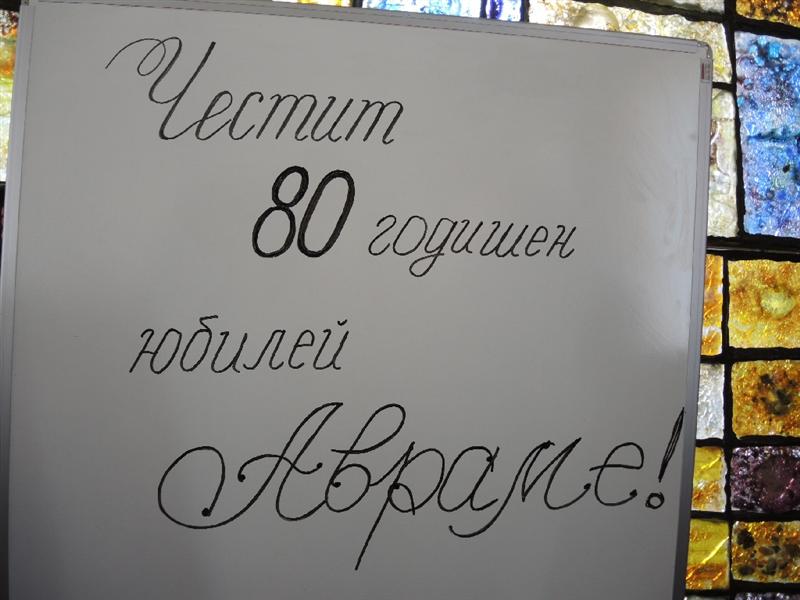 Честит
80 годишен
юбилей
Авраме!